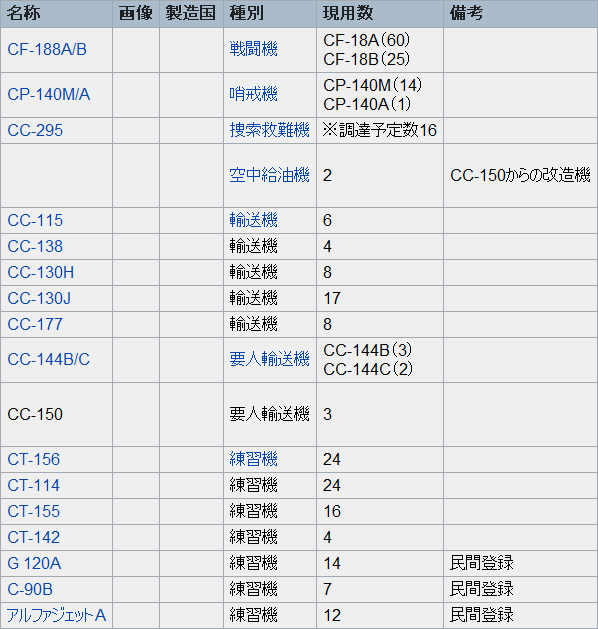 名称 画像 製造国 種別 現用数 備考
CF-188A/B 戦闘機 CF-18A（60）
CF-18B（25）
CP-140M/A 哨戒機 CP-140M（14）
CP-140A（1）
CC-295 捜索救難機 ※調達予定数16
空中給油機 2 CC-150からの改造機
CC-115 輸送機 6
CC-138 輸送機 4
CC-130H 輸送機 8
CC-130J 輸送機 17
CC-177 輸送機 8
CC-144B/C 要人輸送機 CC-144B（3）
CC-144C（2）
CC-150 要人輸送機 3
CT-156 練習機 24
CT-114 練習機 24
CT-155 練習機 16
CT-142 練習機 4
G 120A 練習機 14 民間登録
C-90B 練習機 7 民間登録
アルファジェットA 練習機 12 民間登録